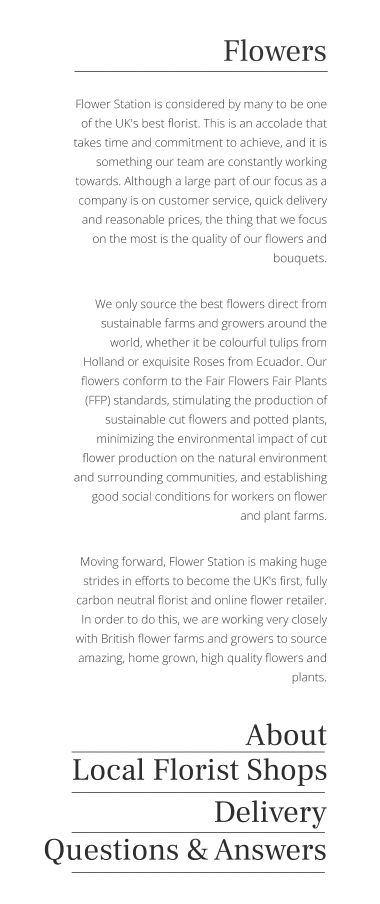 Flowers
Flower Station is considered by many to be one
of the UK's best florist. This is an accolade that
takes time and commitment to achieve, and it is
something our team are constantly working
towards. Although a large part of our focus as a
company is on customer service, quick delivery
and reasonable prices, the thing that we focus
on the most is the quality of our flowers and
bouquets.
We only source the best flowers direct from
sustainable farms and growers around the
world, whether it be colourful tulips from
Holland or exquisite Roses from Ecuador. Our
flowers conform to the Fair Flowers Fair Plants
(FFP) standards, stimulating the production of
sustainable cut flowers and potted plants,
minimizing the environmental impact of cut
flower production on the natural environment
and surrounding communities, and establishing
good social conditions for workers on flower
and plant farms.
Moving forward, Flower Station is making huge
strides in efforts to become the UK's first, fully
carbon neutral florist and online flower retailer.
In order to do this, we are working very closely
with British flower farms and growers to source
amazing, home grown, high quality flowers and
plants.
About
Local Florist Shops
Delivery
Questions & Answers